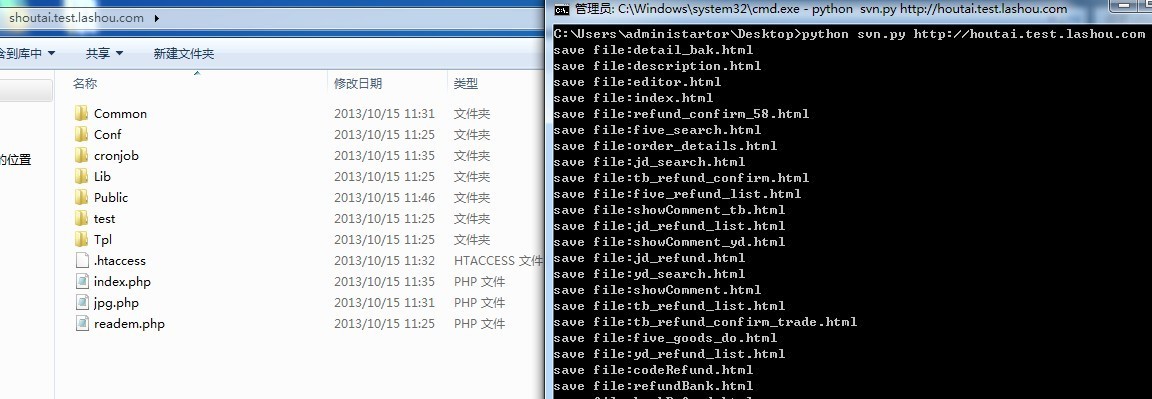 shoutai.test.lashou.com
含到库中 共享 新建文件夹
名称 修改日期 类型
的位置
Common 2013/10/15 11:31 文件夹
Conf 2013/10/15 11:25 文件夹
cronjob 2013/10/15 11:35 文件夹
Lib 2013/10/15 11:25 文件夹
Public 2013/10/15 11:46 文件夹
test 2013/10/15 11:25 文件夹
Tpl 2013/10/15 11:25 文件夹
.htaccess 2013/10/15 11:32 HTACCESS 文件
index.php 2013/10/15 11:35 PHP 文件
jpg.php 2013/10/15 11:31 PHP 文件
readem.php 2013/10/15 11:25 PHP 文件
管理员: C:\Windows\system32\cmd.exe - python svn.py http://houtai.test.lashou.com
C:\Users\administartor\Desktop>python svn.py http://houtai.test.lashou.com
save file:detail_bak.html
save file:description.html
save file:editor.html
save file:index.html
save file:refund_confirm_58.html
save file:five_search.html
save file:order_details.html
save file:jd_search.html
save file:tb_refund_confirm.html
save file:five_refund_list.html
save file:showComment_tb.html
save file:jd_refund_list.html
save file:showComment_yd.html
save file:jd_refund.html
save file:yd_search.html
save file:showComment.html
save file:tb_refund_list.html
save file:tb_refund_confirm_trade.html
save file:five_goods_do.html
save file:yd_refund_list.html
save file:codeRefund.html
save file:refundBank.html